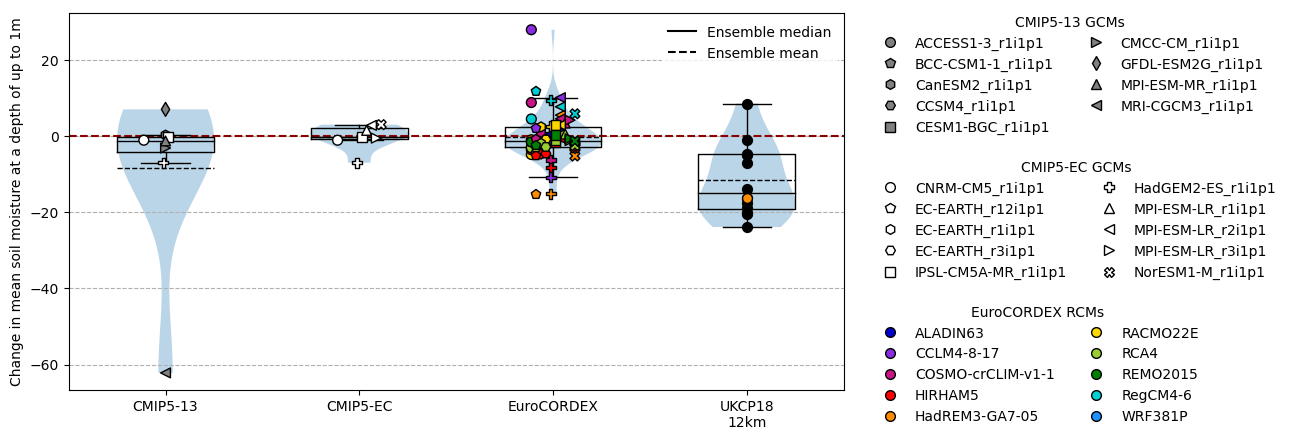 Change in mean soil moisture at a depth of up to 1m
20
0
−20
−40
−60
CMIP5-13
CMIP5-EC
EuroCORDEX
UKCP18
12km
Ensemble median
Ensemble mean
CMIP5-13 GCMs
ACCESS1-3_r1i1p1
BCC-CSM1-1_r1i1p1
CanESM2_r1i1p1
CCSM4_r1i1p1
CESM1-BGC_r1i1p1
CMCC-CM_r1i1p1
GFDL-ESM2G_r1i1p1
MPI-ESM-MR_r1i1p1
MRI-CGCM3_r1i1p1
CMIP5-EC GCMs
CNRM-CM5_r1i1p1
EC-EARTH_r12i1p1
EC-EARTH_r1i1p1
EC-EARTH_r3i1p1
IPSL-CM5A-MR_r1i1p1
HadGEM2-ES_r1i1p1
MPI-ESM-LR_r1i1p1
MPI-ESM-LR_r2i1p1
MPI-ESM-LR_r3i1p1
NorESM1-M_r1i1p1
EuroCORDEX RCMs
ALADIN63
CCLM4-8-17
COSMO-crCLIM-v1-1
HIRHAM5
HadREM3-GA7-05
RACMO22E
RCA4
REMO2015
RegCM4-6
WRF381P